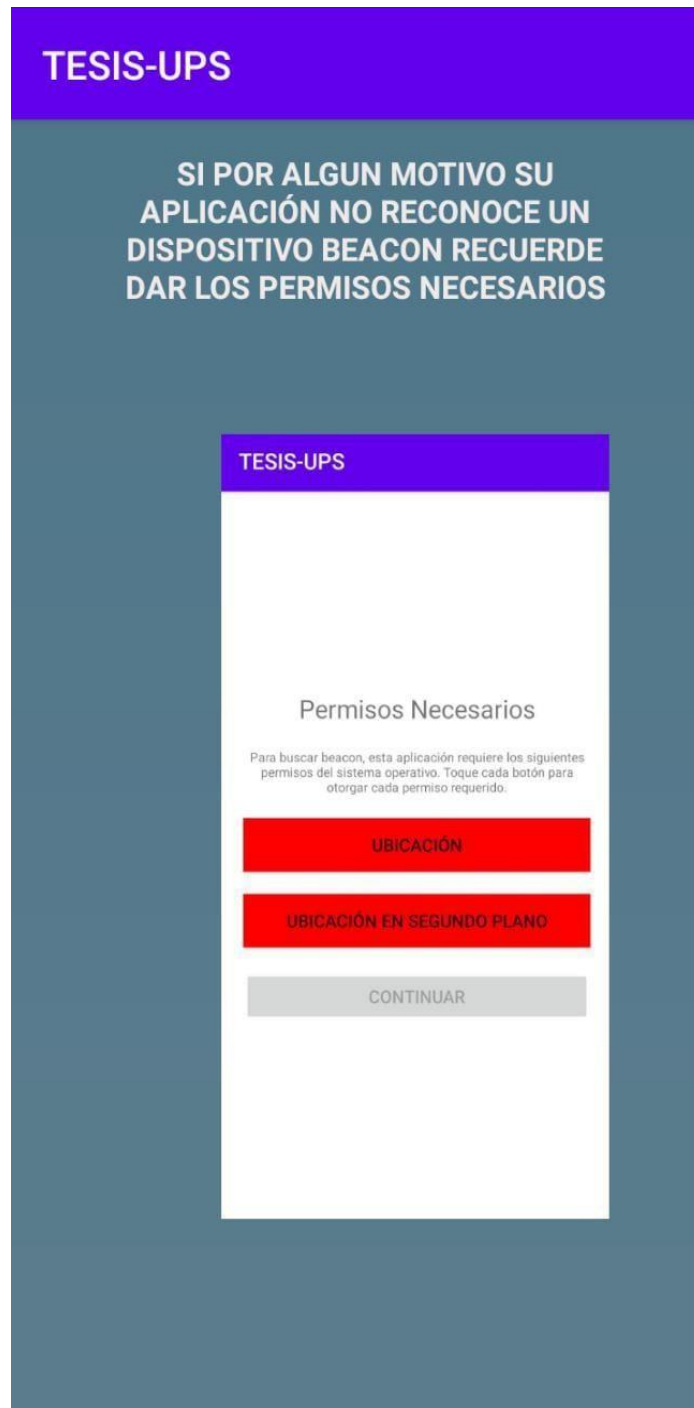 TESIS-UPS
SI POR ALGUN MOTIVO SU
APLICACIÓN NO RECONOCE UN
DISPOSITIVO BEACON RECUERDE
DAR LOS PERMISOS NECESARIOS
TESIS-UPS
Permisos Necesarios
Para buscar beacon, esta aplicación requiere los siguientes
permisos del sistema operativo. Toque cada botón para
otorgar cada permiso requerido.
UBICACIÓN
UBICACIÓN EN SEGUNDO PLANO
CONTINUAR